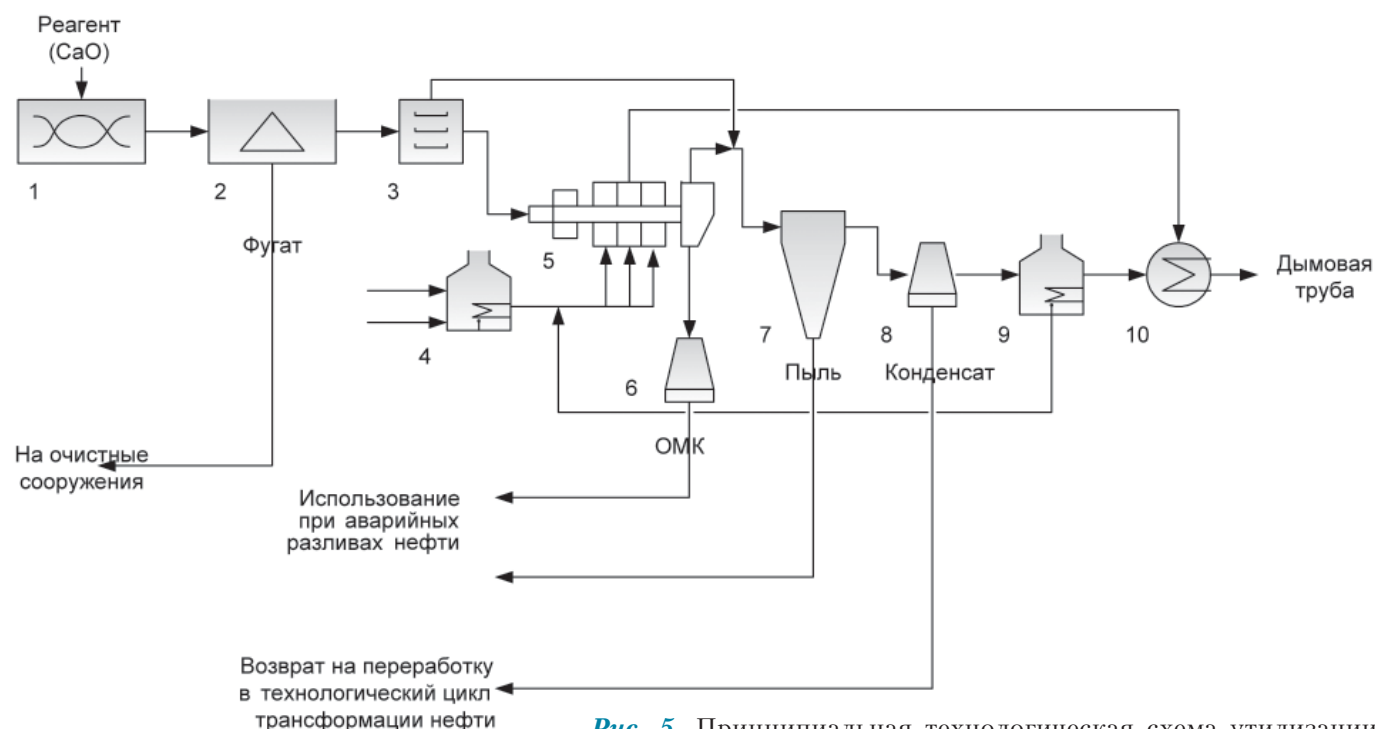 Реагент
(CaO)
1
2
3
Фугат
5
4
6
7
8
9
10
Дымовая
труба
Пыль
Конденсат
ОМК
На очистные
сооружения
Использование
при аварийных
разливах нефти
Возврат на переработку
в технологический цикл
трансформации нефти
Рис. 5. Принципиальная технологическая схема утилизации